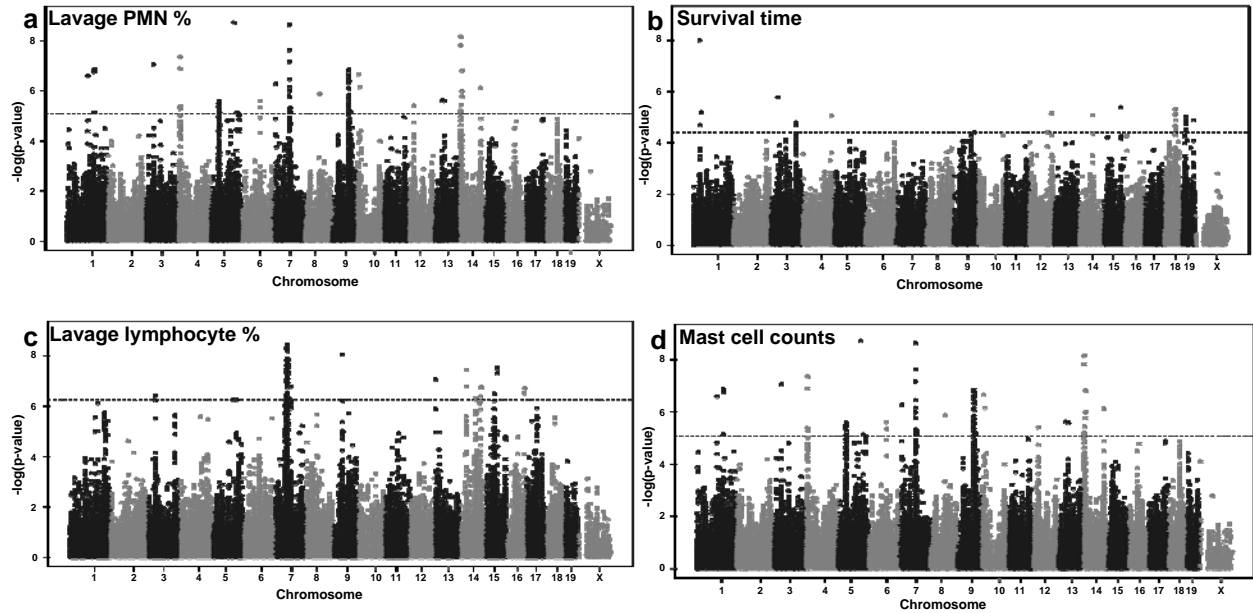 a Lavage PMN %
8
6
4
2
0
-log(p-value)
1 2 3 4 5 6 7 8 9 10 11 12 13 14 15 16 17 18 19 X
Chromosome
b Survival time
8
6
4
2
0
-log(p-value)
1 2 3 4 5 6 7 8 9 10 11 12 13 14 15 16 17 18 19 X
Chromosome
c Lavage lymphocyte %
8
6
4
2
0
-log(p-value)
1 2 3 4 5 6 7 8 9 10 11 12 13 14 15 16 17 18 19 X
Chromosome
d Mast cell counts
8
6
4
2
0
-log(p-value)
1 2 3 4 5 6 7 8 9 10 11 12 13 14 15 16 17 18 19 X
Chromosome